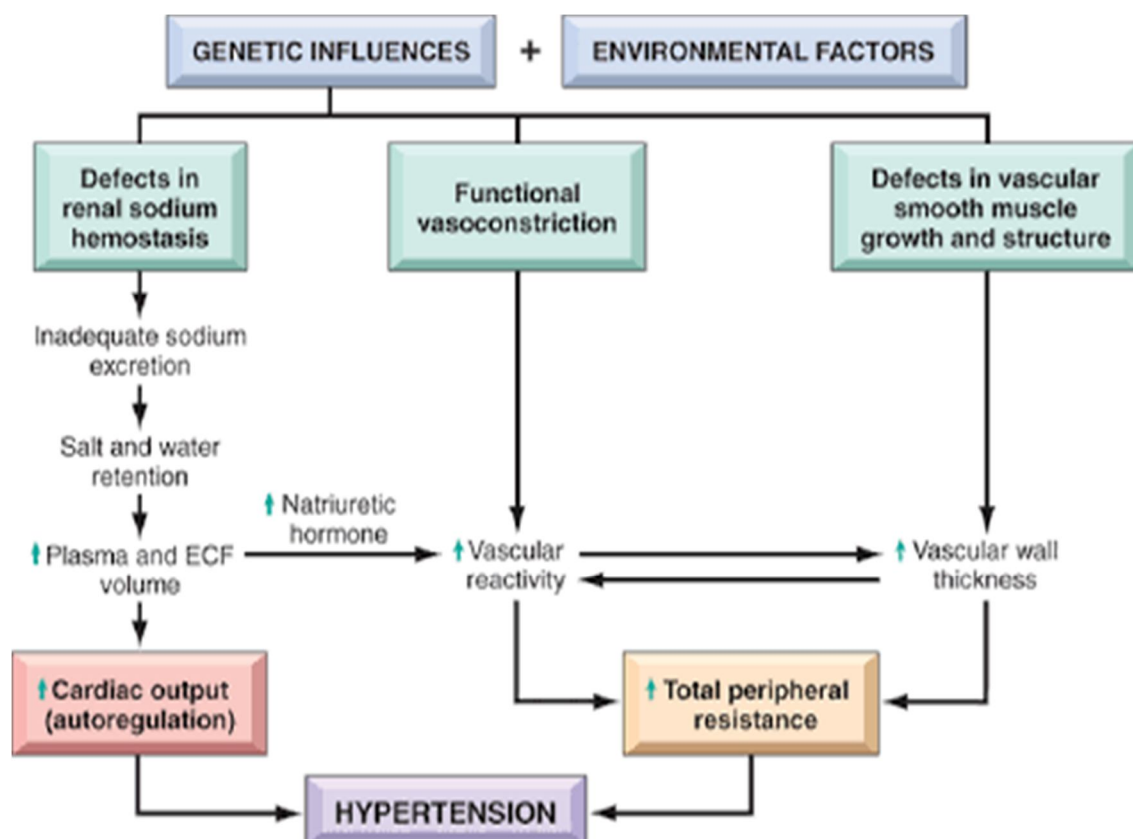 GENETIC INFLUENCES + ENVIRONMENTAL FACTORS
Defects in
renal sodium
hemostasis
Functional
vasoconstriction
Defects in vascular
smooth muscle
growth and structure
Inadequate sodium
excretion
Salt and water
retention
↑ Natriuretic
hormone
↑ Plasma and ECF
volume
↑ Vascular
reactivity
↑ Vascular wall
thickness
↑ Cardiac output
(autoregulation)
↑ Total peripheral
resistance
HYPERTENSION